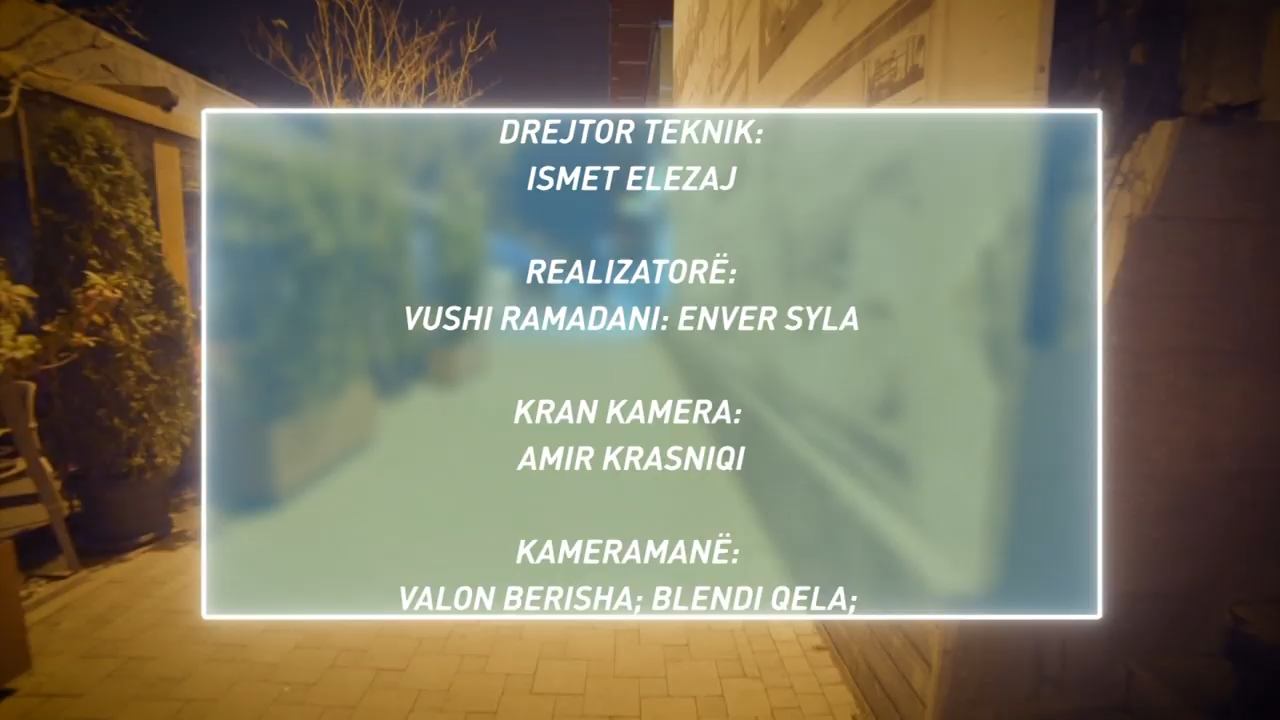 DREJTOR TEKNIK:
ISMET ELEZAJ
REALIZATORË:
VUSHI RAMADANI: ENVER SYLA
KRAN KAMERA:
AMIR KRASNIQI
KAMERAMANË:
VALON BERISHA; BLENDI QELA;